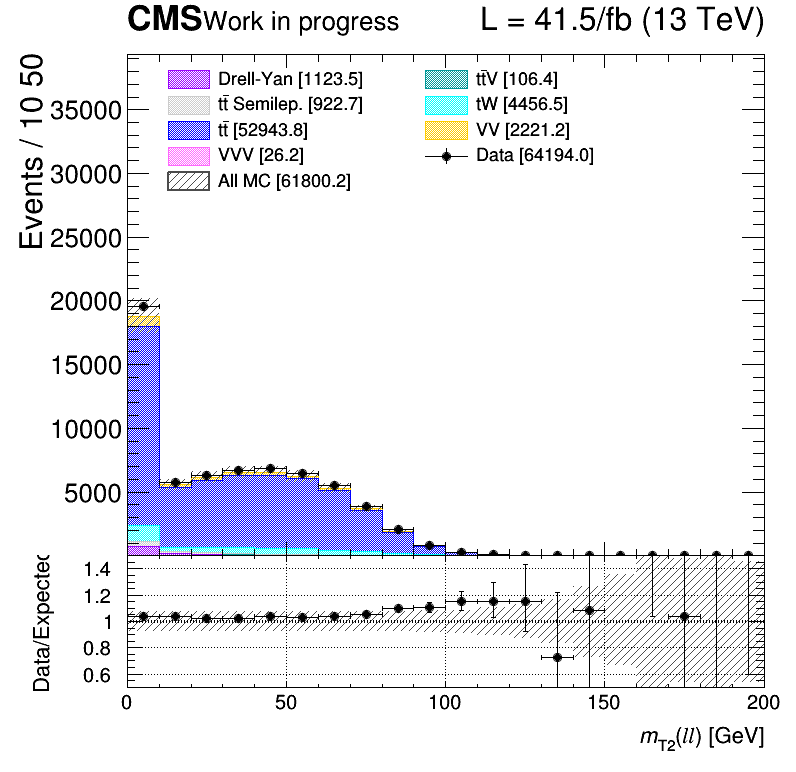 CMS Work in progress L = 41.5/fb (13 TeV)
Events / 10 50
Drell-Yan [1123.5]
tt̄ Semilep. [922.7]
tt̄ [52943.8]
VVV [26.2]
All MC [61800.2]
tt̄V [106.4]
tW [4456.5]
VV [2221.2]
Data [64194.0]
35000
30000
25000
20000
15000
10000
5000
Data/Expected
1.4
1.2
1
0.8
0.6
0 50 100 150 200
m_T2(ll) [GeV]